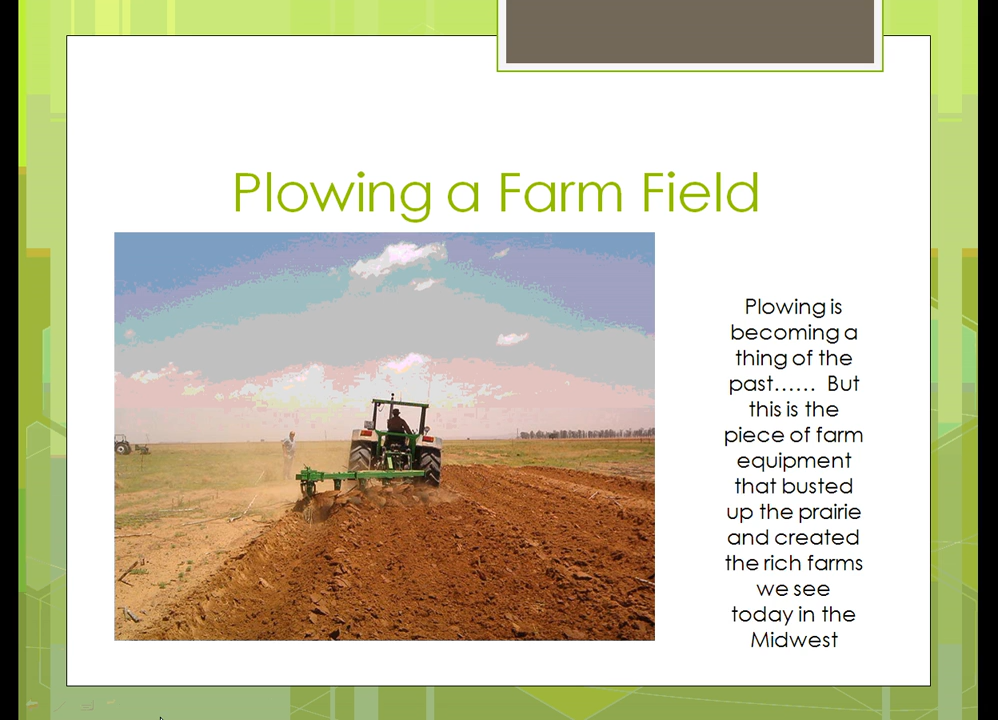 Plowing a Farm Field
Plowing is
becoming a
thing of the
past…… But
this is the
piece of farm
equipment
that busted
up the prairie
and created
the rich farms
we see
today in the
Midwest